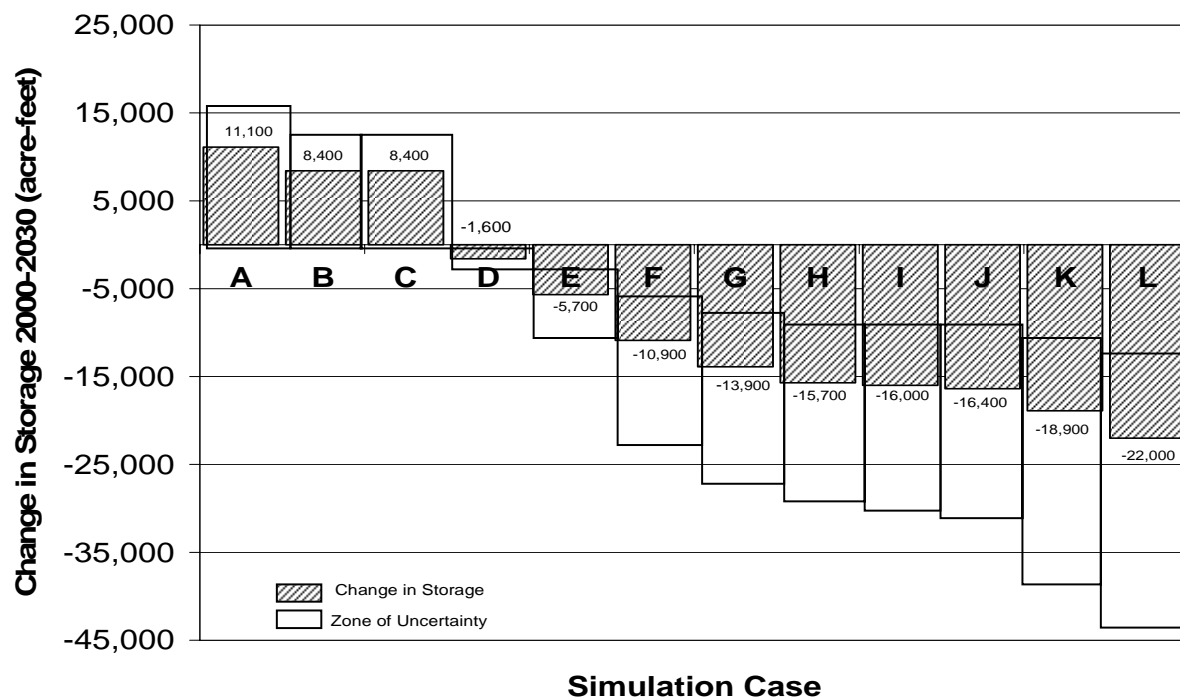 Change in Storage 2000-2030 (acre-feet)
25,000
15,000
5,000
-5,000
-15,000
-25,000
-35,000
-45,000
11,100
8,400
8,400
-1,600
A
B
C
D
E
F
G
H
I
J
K
L
-5,700
-10,900
-13,900
-15,700
-16,000
-16,400
-18,900
-22,000
Change in Storage
Zone of Uncertainty
Simulation Case